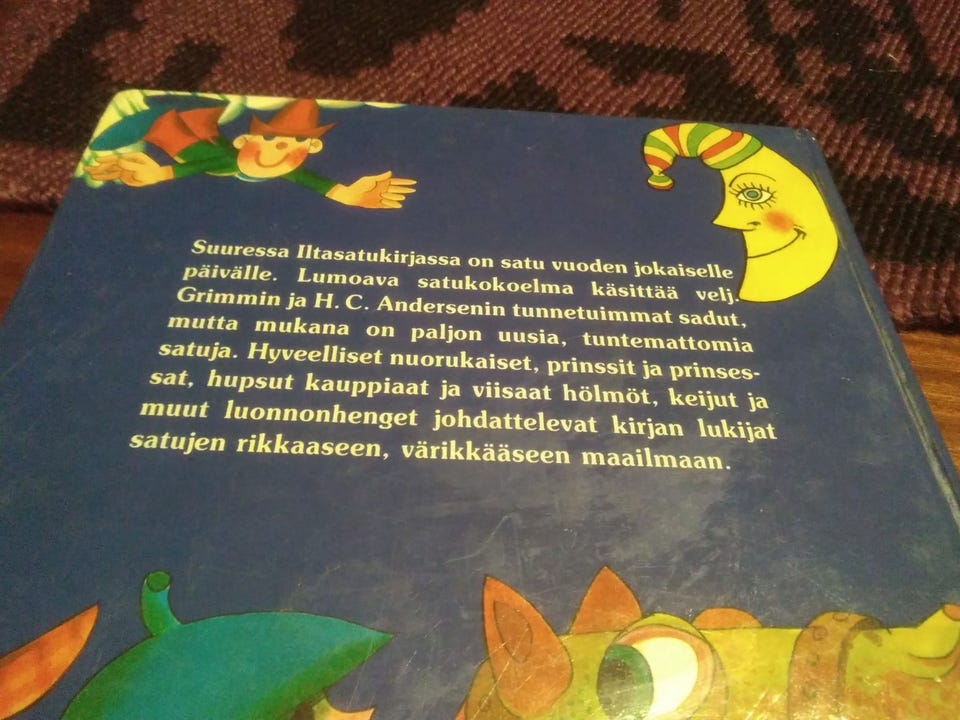 Suuressa Iltasatukirjassa on satu vuoden jokaiselle
päivälle. Lumoava satukokoelma käsittää velj.
Grimmin ja H. C. Andersenin tunnetuimmat sadut,
mutta mukana on paljon uusia, tuntemattomia
satuja. Hyveelliset nuorukaiset, prinssit ja prinses-
sat, hupsut kauppiaat ja viisaat hölmöt, keijut ja
muut luonnonhenget johdattelevat kirjan lukijat
satujen rikkaaseen, värikkääseen maailmaan.